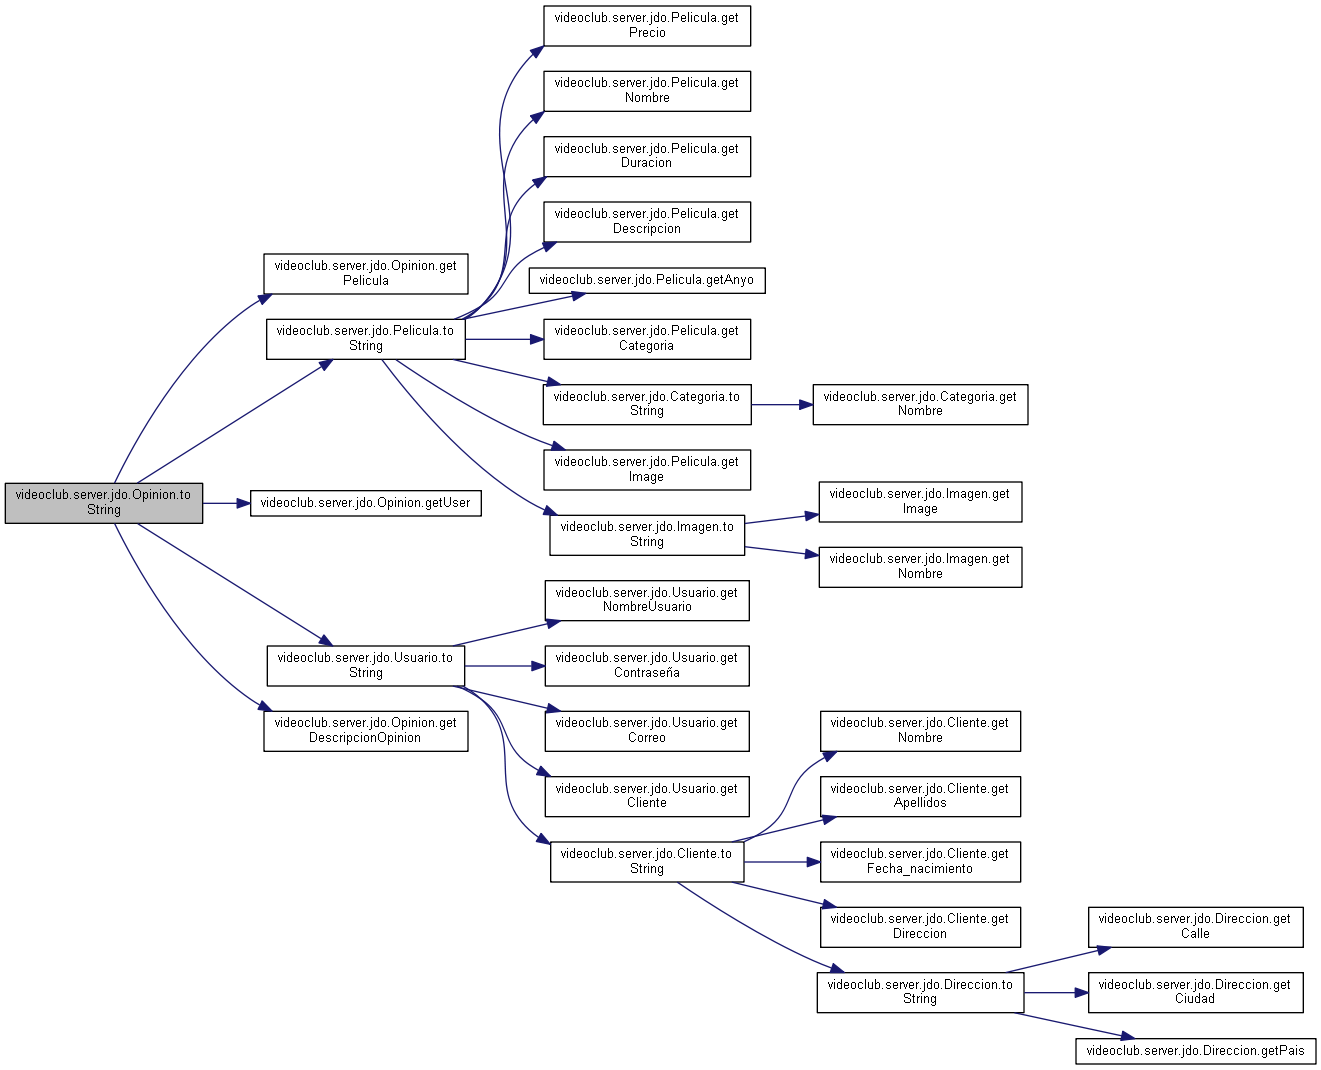 videoclub.server.jdo.Pelicula.get
Precio
videoclub.server.jdo.Pelicula.get
Nombre
videoclub.server.jdo.Pelicula.get
Duracion
videoclub.server.jdo.Pelicula.get
Descripcion
videoclub.server.jdo.Opinion.get
Pelicula
videoclub.server.jdo.Pelicula.getAnyo
videoclub.server.jdo.Pelicula.to
String
videoclub.server.jdo.Pelicula.get
Categoria
videoclub.server.jdo.Categoria.to
String
videoclub.server.jdo.Categoria.get
Nombre
videoclub.server.jdo.Pelicula.get
Image
videoclub.server.jdo.Opinion.to
String
videoclub.server.jdo.Opinion.getUser
videoclub.server.jdo.Imagen.to
String
videoclub.server.jdo.Imagen.get
Image
videoclub.server.jdo.Imagen.get
Nombre
videoclub.server.jdo.Usuario.get
NombreUsuario
videoclub.server.jdo.Usuario.to
String
videoclub.server.jdo.Usuario.get
Contraseña
videoclub.server.jdo.Opinion.get
DescripcionOpinion
videoclub.server.jdo.Usuario.get
Correo
videoclub.server.jdo.Cliente.get
Nombre
videoclub.server.jdo.Usuario.get
Cliente
videoclub.server.jdo.Cliente.get
Apellidos
videoclub.server.jdo.Cliente.to
String
videoclub.server.jdo.Cliente.get
Fecha_nacimiento
videoclub.server.jdo.Cliente.get
Direccion
videoclub.server.jdo.Direccion.get
Calle
videoclub.server.jdo.Direccion.to
String
videoclub.server.jdo.Direccion.get
Ciudad
videoclub.server.jdo.Direccion.getPais